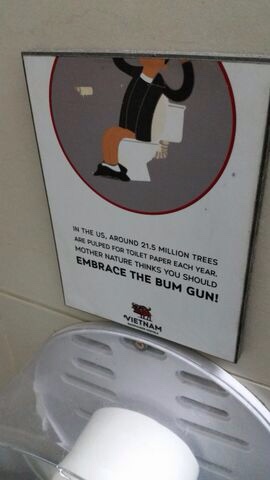 IN THE US, AROUND 21.5 MILLION TREES
ARE PULPED FOR TOILET PAPER EACH YEAR.
MOTHER NATURE THINKS YOU SHOULD
EMBRACE THE BUM GUN!
VIETNAM